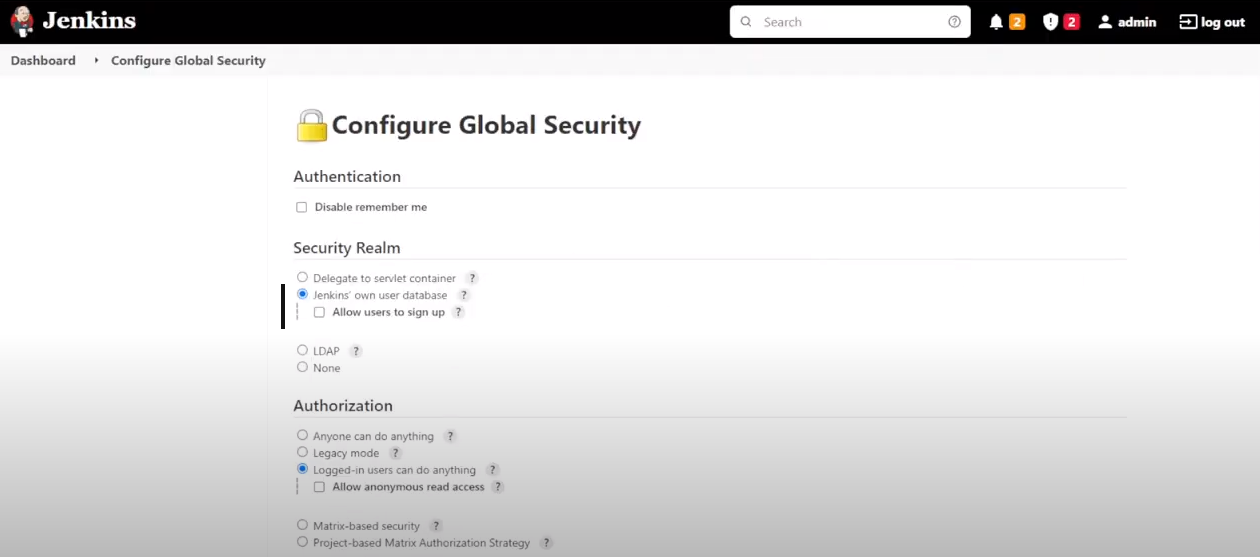 Jenkins
Search
2
2
admin
log out
Dashboard
Configure Global Security
Configure Global Security
Authentication
Disable remember me
Security Realm
Delegate to servlet container ?
Jenkins' own user database ?
Allow users to sign up ?
LDAP ?
None
Authorization
Anyone can do anything ?
Legacy mode ?
Logged-in users can do anything ?
Allow anonymous read access ?
Matrix-based security ?
Project-based Matrix Authorization Strategy ?